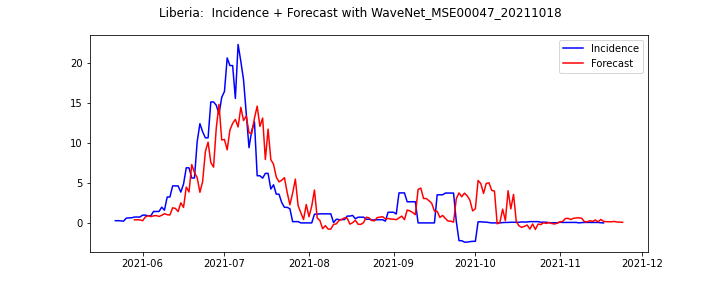 Liberia:  Incidence + Forecast with WaveNet_MSE00047_20211018
Incidence
Forecast
20
15
10
5
0
2021-06 2021-07 2021-08 2021-09 2021-10 2021-11 2021-12